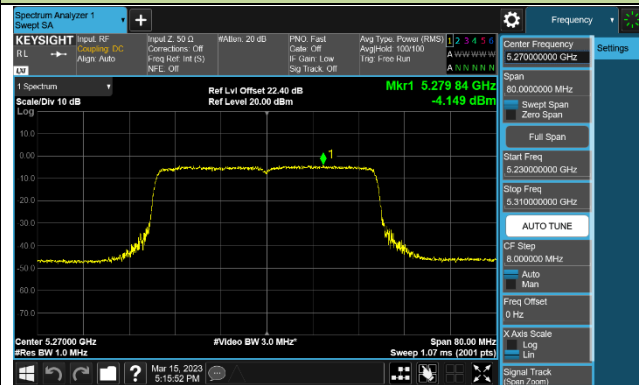 Spectrum Analyzer 1
Swept SA
Frequency
KEYSIGHT
RL
LXI
Input: RF
Coupling: DC
Align: Auto
Input Z: 50 Ω
Corrections: Off
Freq Ref: Int (S)
NFE: Off
#Atten: 20 dB
PNO: Fast
Gate: Off
IF Gain: Low
Sig Track: Off
Avg Type: Power (RMS)
Avg|Hold: 100/100
Trig: Free Run
1 2 3 4 5 6
A W W W W W
A N N N N N
Center Frequency
5.270000000 GHz
Settings
Span
80.0000000 MHz
Swept Span
Zero Span
Full Span
Start Freq
5.230000000 GHz
Stop Freq
5.310000000 GHz
AUTO TUNE
CF Step
8.000000 MHz
Auto
Man
Freq Offset
0 Hz
X Axis Scale
Log
Lin
Signal Track
(Span Zoom)
1 Spectrum
Scale/Div 10 dB
Log
Ref Lvl Offset 22.40 dB
Ref Level 20.00 dBm
Mkr1 5.279 84 GHz
-4.149 dBm
1
10.0
0.00
-10.0
-20.0
-30.0
-40.0
-50.0
-60.0
-70.0
Center 5.27000 GHz
#Res BW 1.0 MHz
#Video BW 3.0 MHz*
Span 80.00 MHz
Sweep 1.07 ms (2001 pts)
?
Mar 15, 2023
5:15:52 PM